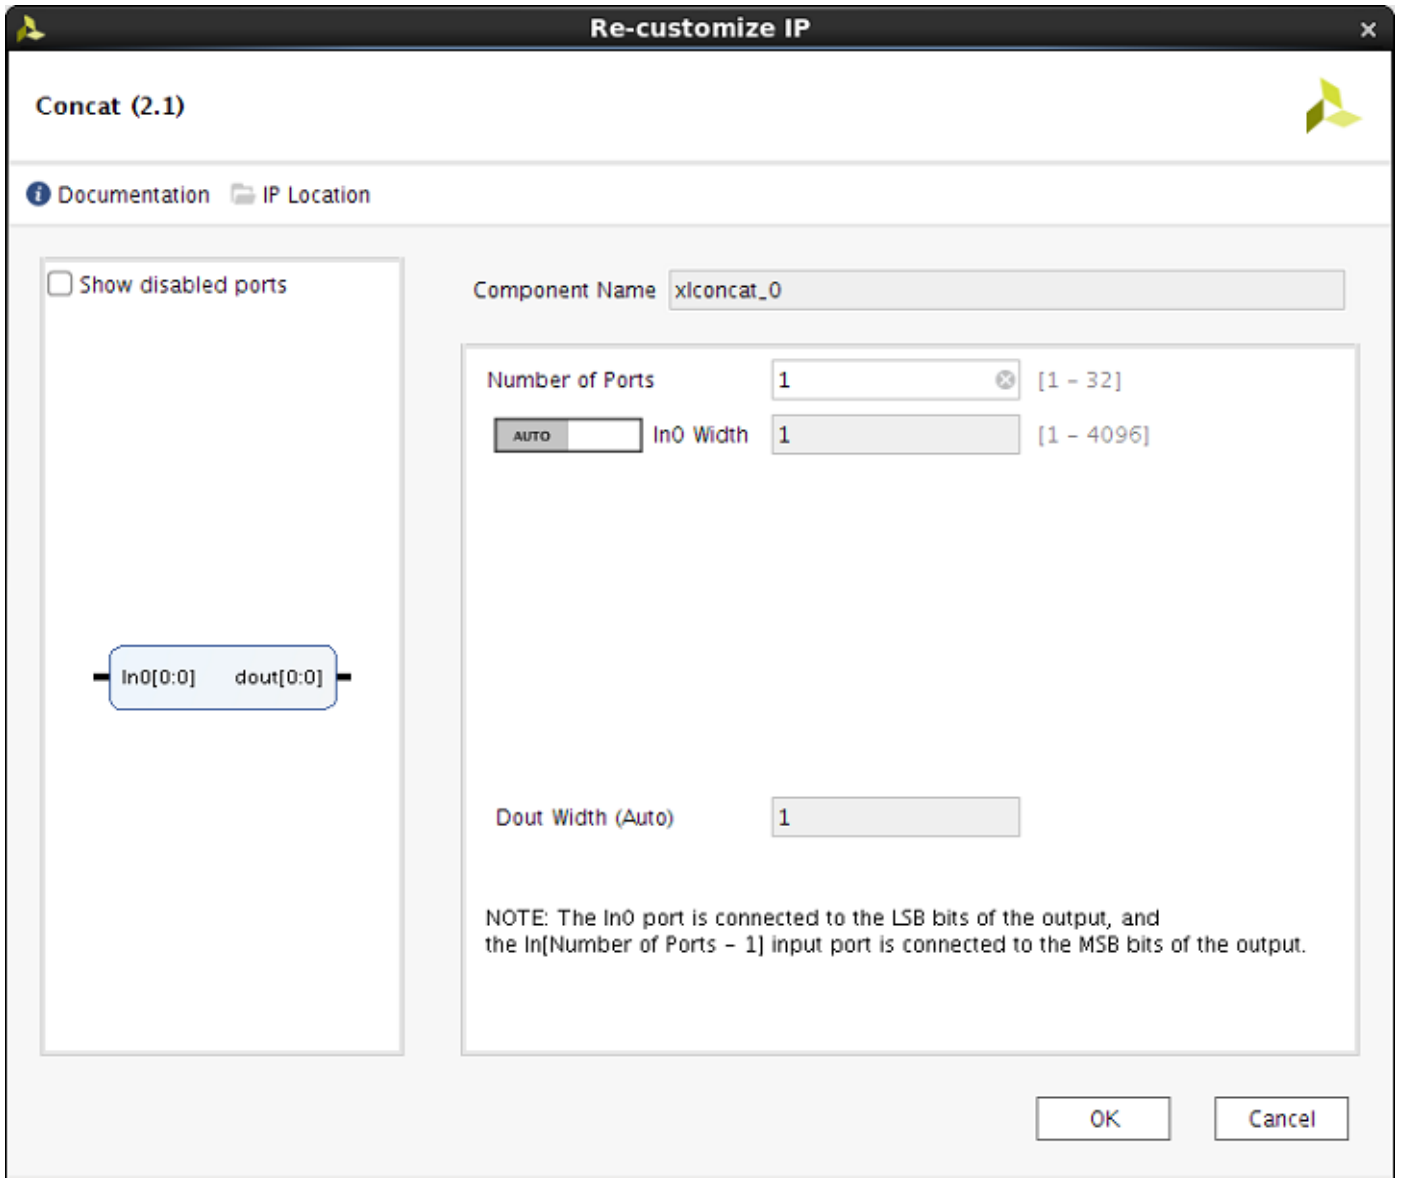 Re-customize IP
Concat (2.1)
Documentation IP Location
Show disabled ports
In0[0:0] dout[0:0]
Component Name xlconcat_0
Number of Ports 1 [1 - 32]
AUTO In0 Width 1 [1 - 4096]
Dout Width (Auto) 1
NOTE: The In0 port is connected to the LSB bits of the output, and
the In[Number of Ports - 1] input port is connected to the MSB bits of the output.
OK Cancel